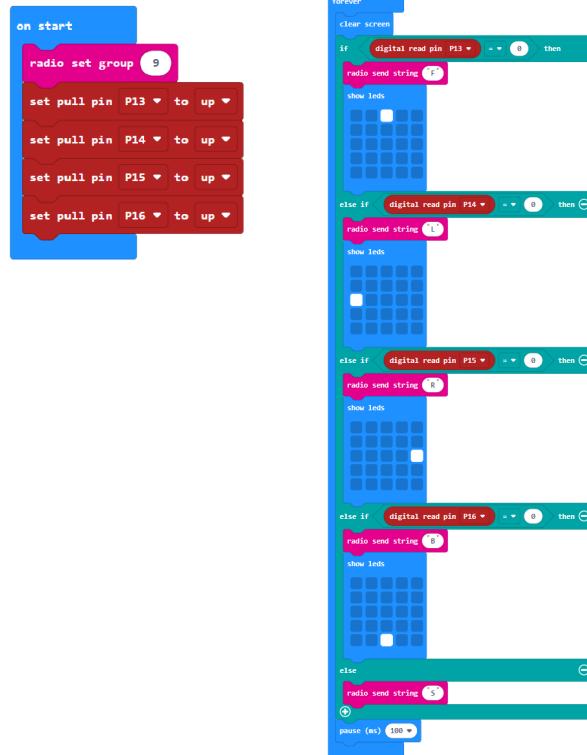 on start
radio set group 9
set pull pin P13 to up
set pull pin P14 to up
set pull pin P15 to up
set pull pin P16 to up
forever
clear screen
if digital read pin P13 = 0 then
radio send string "F"
show leds
else if digital read pin P14 = 0 then
radio send string "L"
show leds
else if digital read pin P15 = 0 then
radio send string "R"
show leds
else if digital read pin P16 = 0 then
radio send string "B"
show leds
else
radio send string "S"
pause (ms) 100